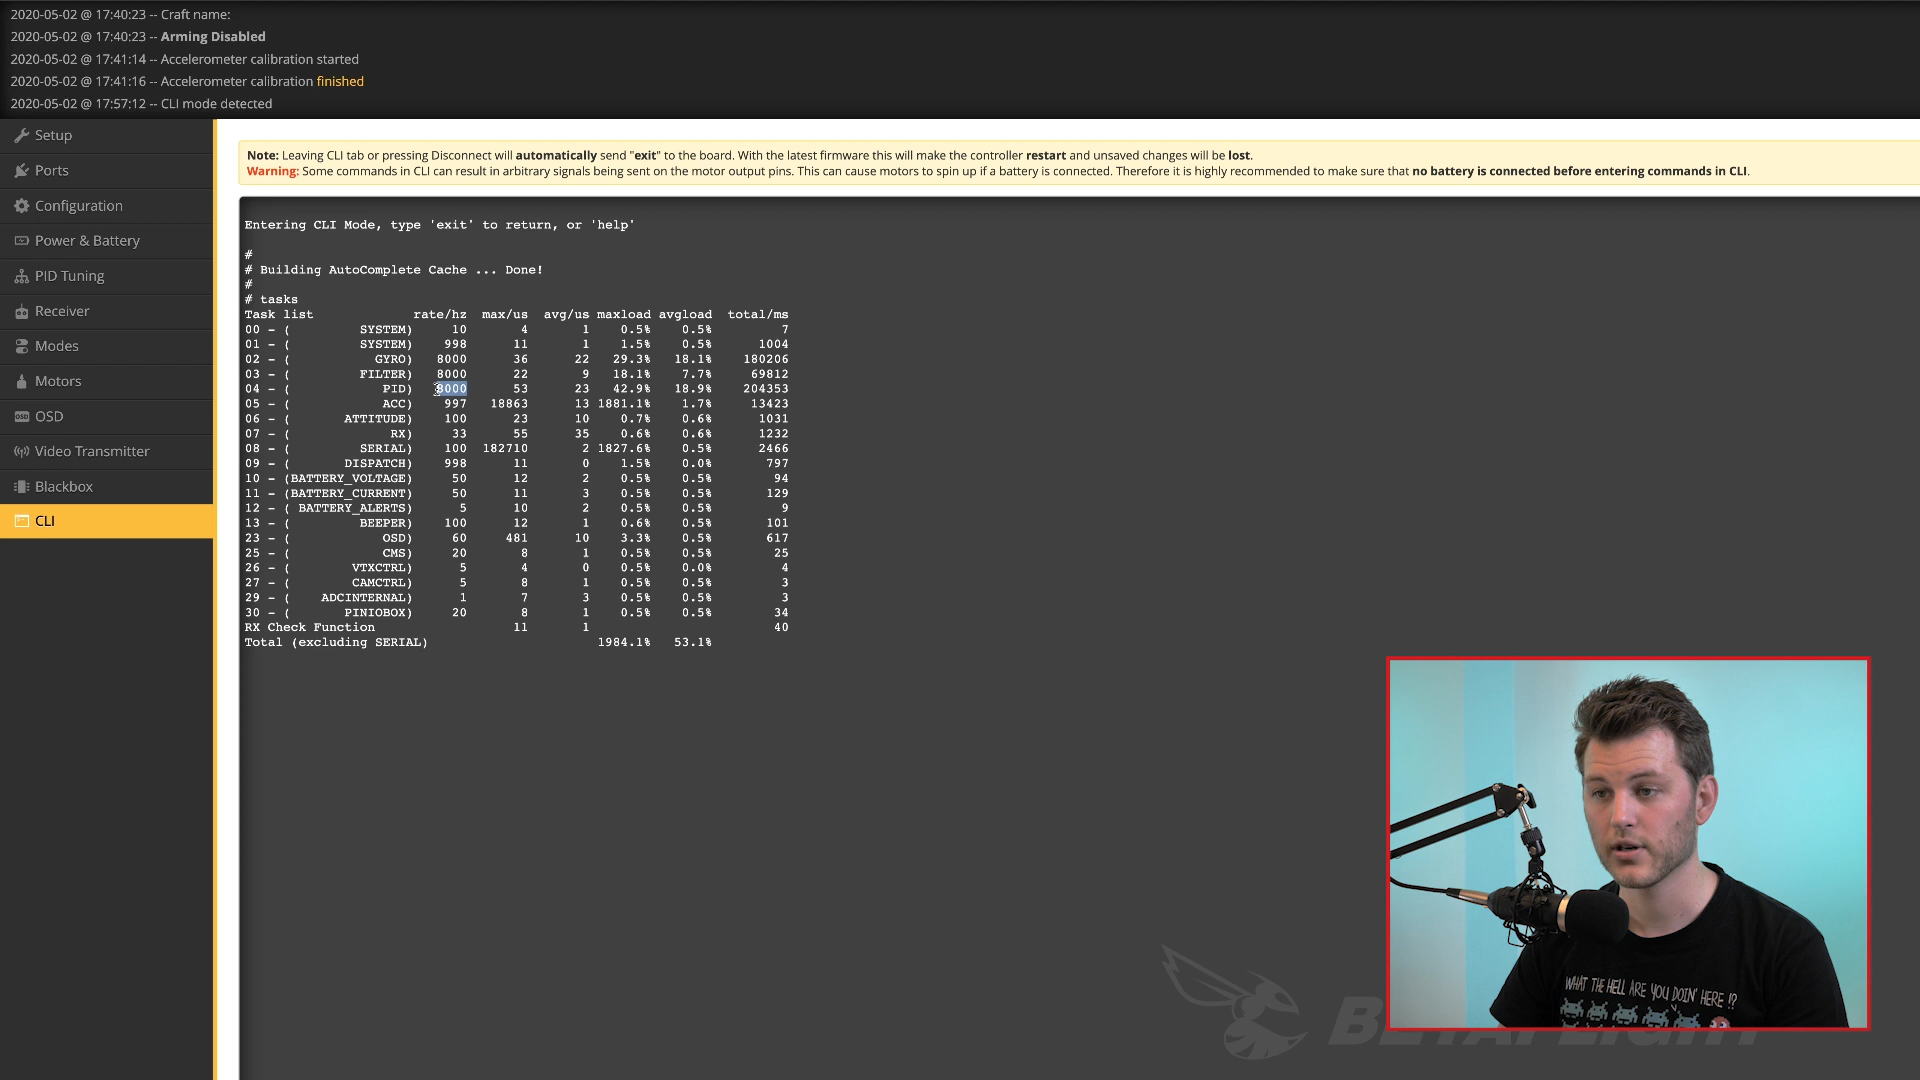 2020-05-02 @ 17:40:23 -- Craft name:
2020-05-02 @ 17:40:23 -- Arming Disabled
2020-05-02 @ 17:41:14 -- Accelerometer calibration started
2020-05-02 @ 17:41:16 -- Accelerometer calibration finished
2020-05-02 @ 17:57:12 -- CLI mode detected
Setup
Ports
Configuration
Power & Battery
PID Tuning
Receiver
Modes
Motors
OSD
Video Transmitter
Blackbox
CLI
Note: Leaving CLI tab or pressing Disconnect will automatically send "exit" to the board. With the latest firmware this will make the controller restart and unsaved changes will be lost.
Warning: Some commands in CLI can result in arbitrary signals being sent on the motor output pins. This can cause motors to spin up if a battery is connected. Therefore it is highly recommended to make sure that no battery is connected before entering commands in CLI.
Entering CLI Mode, type 'exit' to return, or 'help'
#
# Building AutoComplete Cache ... Done!
#
# tasks
Task list rate/hz max/us avg/us maxload avgload total/ms
00 - ( SYSTEM) 10 4 1 0.5% 0.5% 7
01 - ( SYSTEM) 998 11 1 1.5% 0.5% 1004
02 - ( GYRO) 8000 36 22 29.3% 18.1% 180206
03 - ( FILTER) 8000 22 9 18.1% 7.7% 69812
04 - ( PID) 8000 53 23 42.9% 18.9% 204353
05 - ( ACC) 997 18863 13 1881.1% 1.7% 13423
06 - ( ATTITUDE) 100 23 10 0.7% 0.6% 1031
07 - ( RX) 33 55 35 0.6% 0.6% 1232
08 - ( SERIAL) 100 182710 2 1827.6% 0.5% 2466
09 - ( DISPATCH) 998 11 0 1.5% 0.0% 797
10 - (BATTERY_VOLTAGE) 50 12 2 0.5% 0.5% 94
11 - (BATTERY_CURRENT) 50 11 3 0.5% 0.5% 129
12 - ( BATTERY_ALERTS) 5 10 2 0.5% 0.5% 9
13 - ( BEEPER) 100 12 1 0.6% 0.5% 101
23 - ( OSD) 60 481 10 3.3% 0.5% 617
25 - ( CMS) 20 8 1 0.5% 0.5% 25
26 - ( VTXCTRL) 5 4 0 0.5% 0.0% 4
27 - ( CAMCTRL) 5 8 1 0.5% 0.5% 3
29 - ( ADCINTERNAL) 1 7 3 0.5% 0.5% 3
30 - ( PINIOBOX) 20 8 1 0.5% 0.5% 34
RX Check Function 11 1 40
Total (excluding SERIAL) 1984.1% 53.1%
WHAT THE HELL ARE YOU DOIN' HERE !?